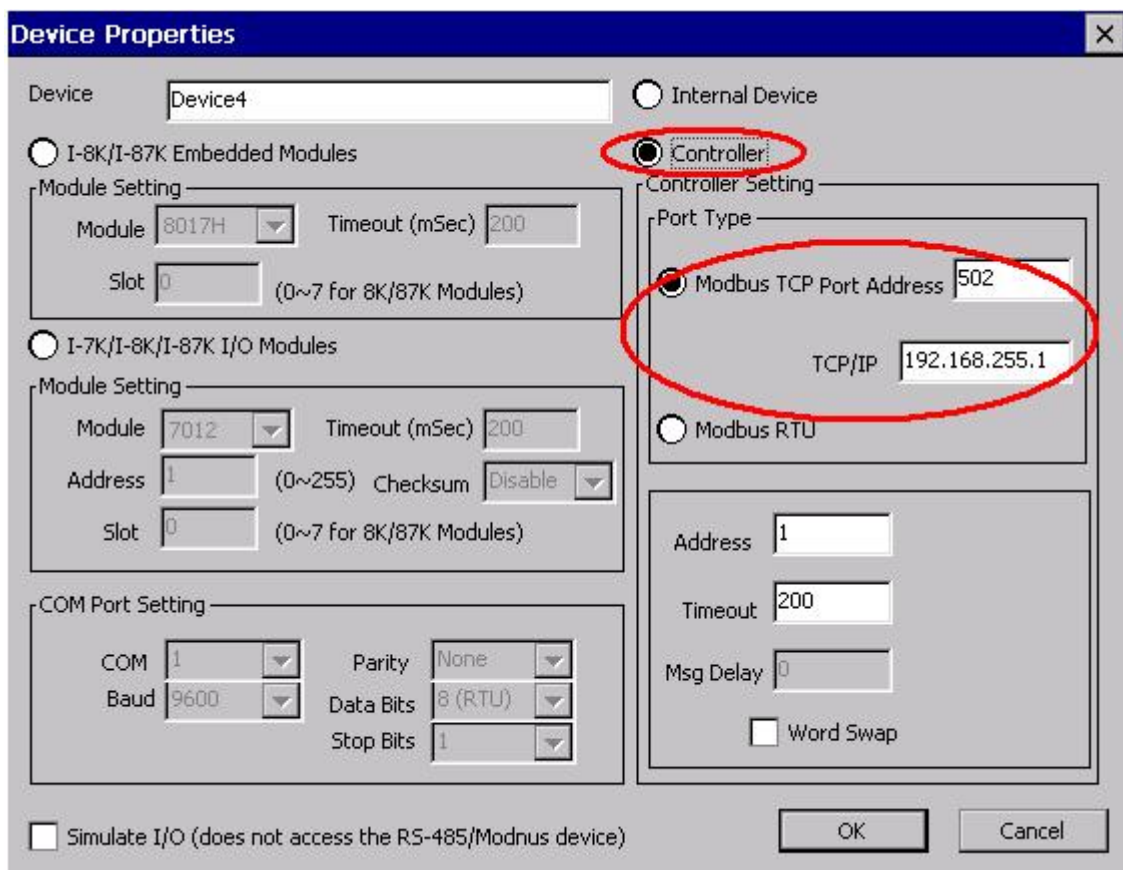 Device Properties
Device Device4
Internal Device
I-8K/I-87K Embedded Modules
Controller
Module Setting
Module 8017H Timeout (mSec) 200
Slot 0 (0~7 for 8K/87K Modules)
I-7K/I-8K/I-87K I/O Modules
Module Setting
Module 7012 Timeout (mSec) 200
Address 1 (0~255) Checksum Disable
Slot 0 (0~7 for 8K/87K Modules)
COM Port Setting
COM 1 Parity None
Baud 9600 Data Bits 8 (RTU)
Stop Bits 1
Controller Setting
Port Type
Modbus TCP Port Address 502
TCP/IP 192.168.255.1
Modbus RTU
Address 1
Timeout 200
Msg Delay 0
Word Swap
Simulate I/O (does not access the RS-485/Modnus device)
OK Cancel